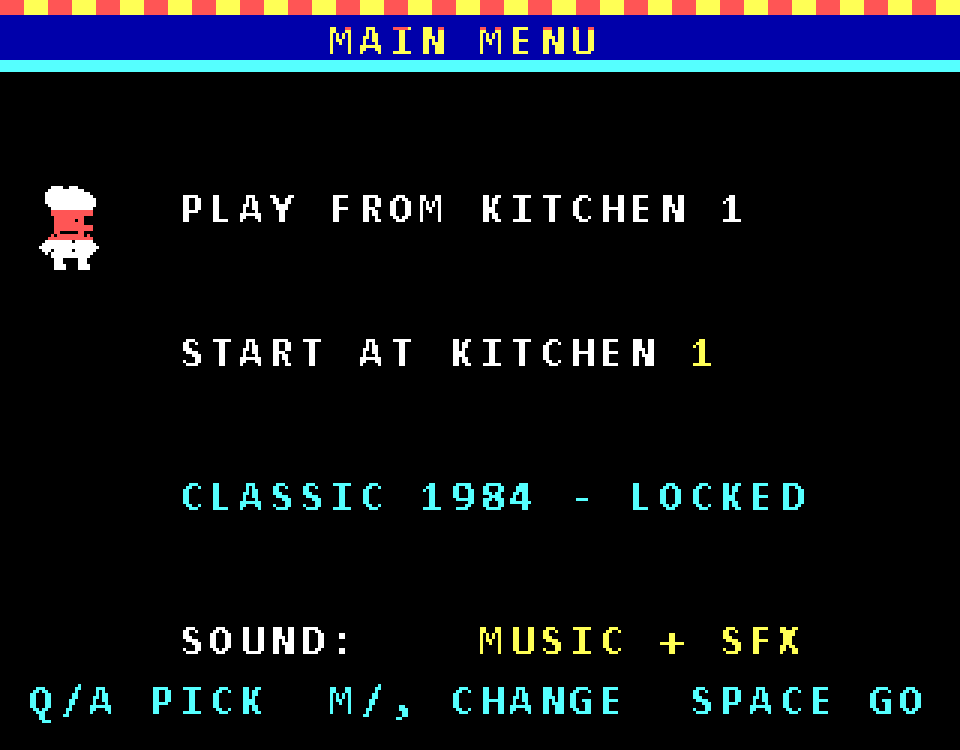 MAIN MENU
PLAY FROM KITCHEN 1
START AT KITCHEN 1
CLASSIC 1984 - LOCKED
SOUND: MUSIC + SFX
Q/A PICK M/, CHANGE SPACE GO